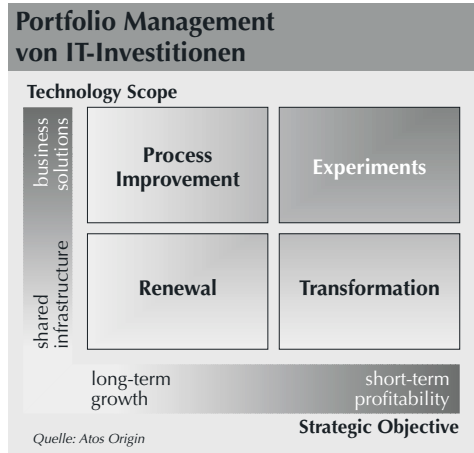 Portfolio Management
von IT-Investitionen
Technology Scope
business
solutions
shared
infrastructure
Process
Improvement
Experiments
Renewal
Transformation
long-term
growth
short-term
profitability
Strategic Objective
Quelle: Atos Origin